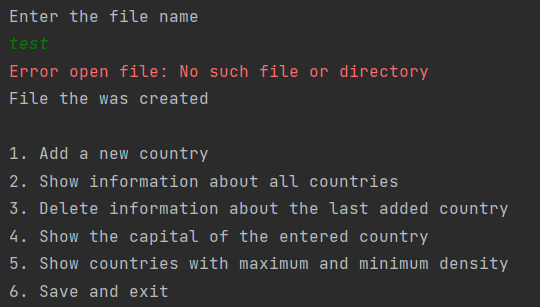 Enter the file name
test
Error open file: No such file or directory
File the was created
1. Add a new country
2. Show information about all countries
3. Delete information about the last added country
4. Show the capital of the entered country
5. Show countries with maximum and minimum density
6. Save and exit